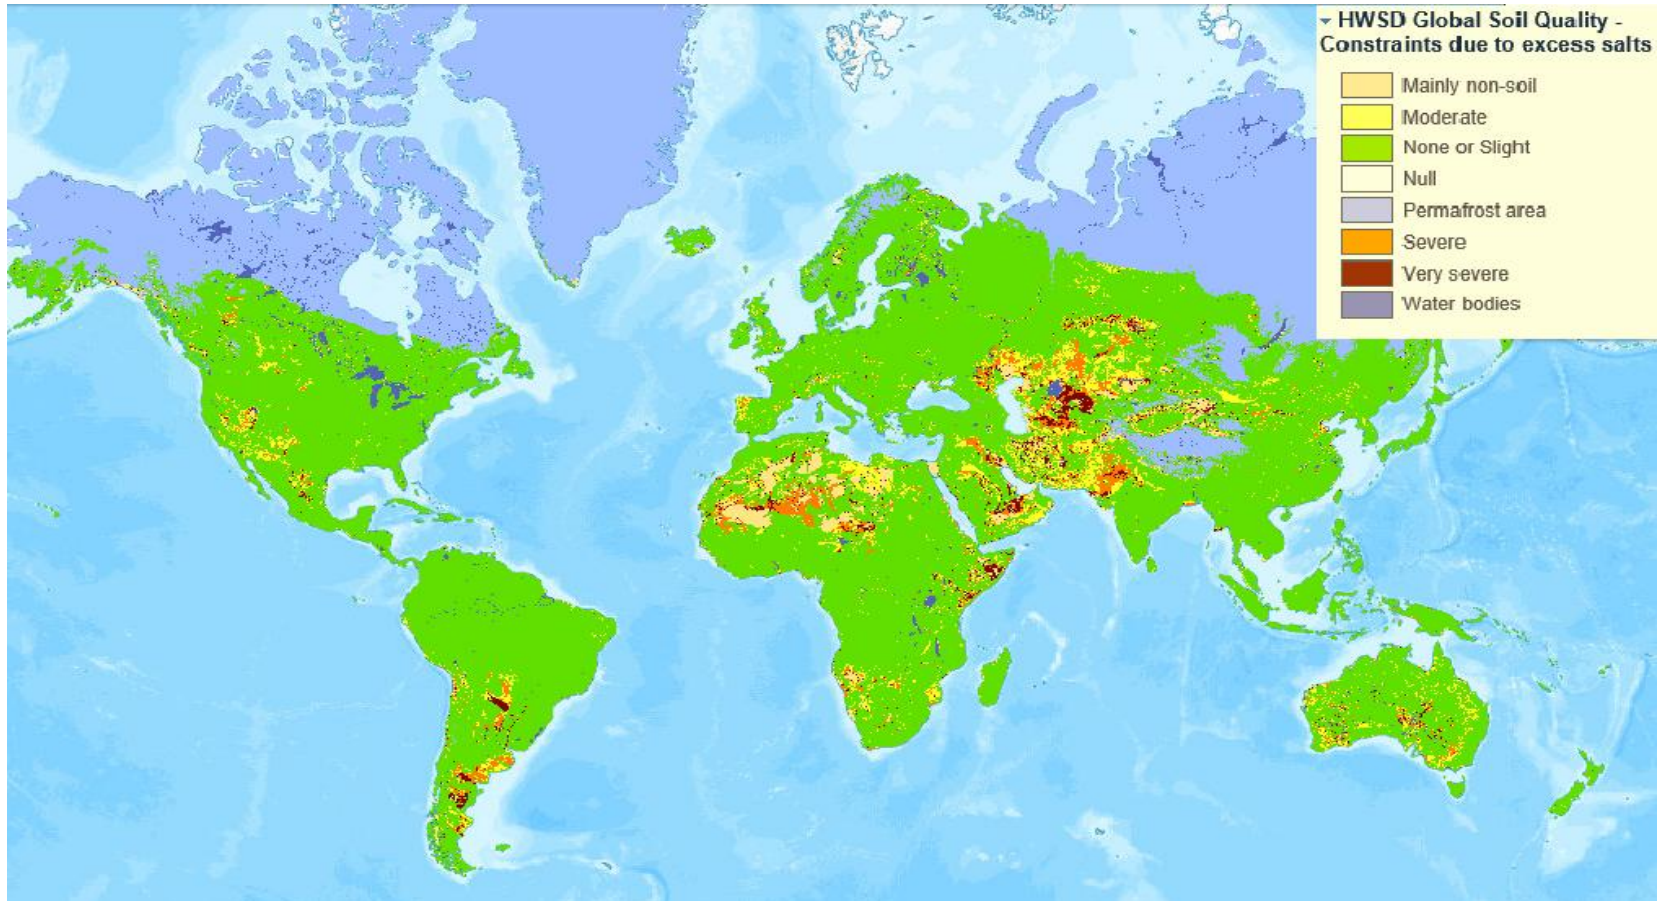 HWSD Global Soil Quality -
Constraints due to excess salts
Mainly non-soil
Moderate
None or Slight
Null
Permafrost area
Severe
Very severe
Water bodies